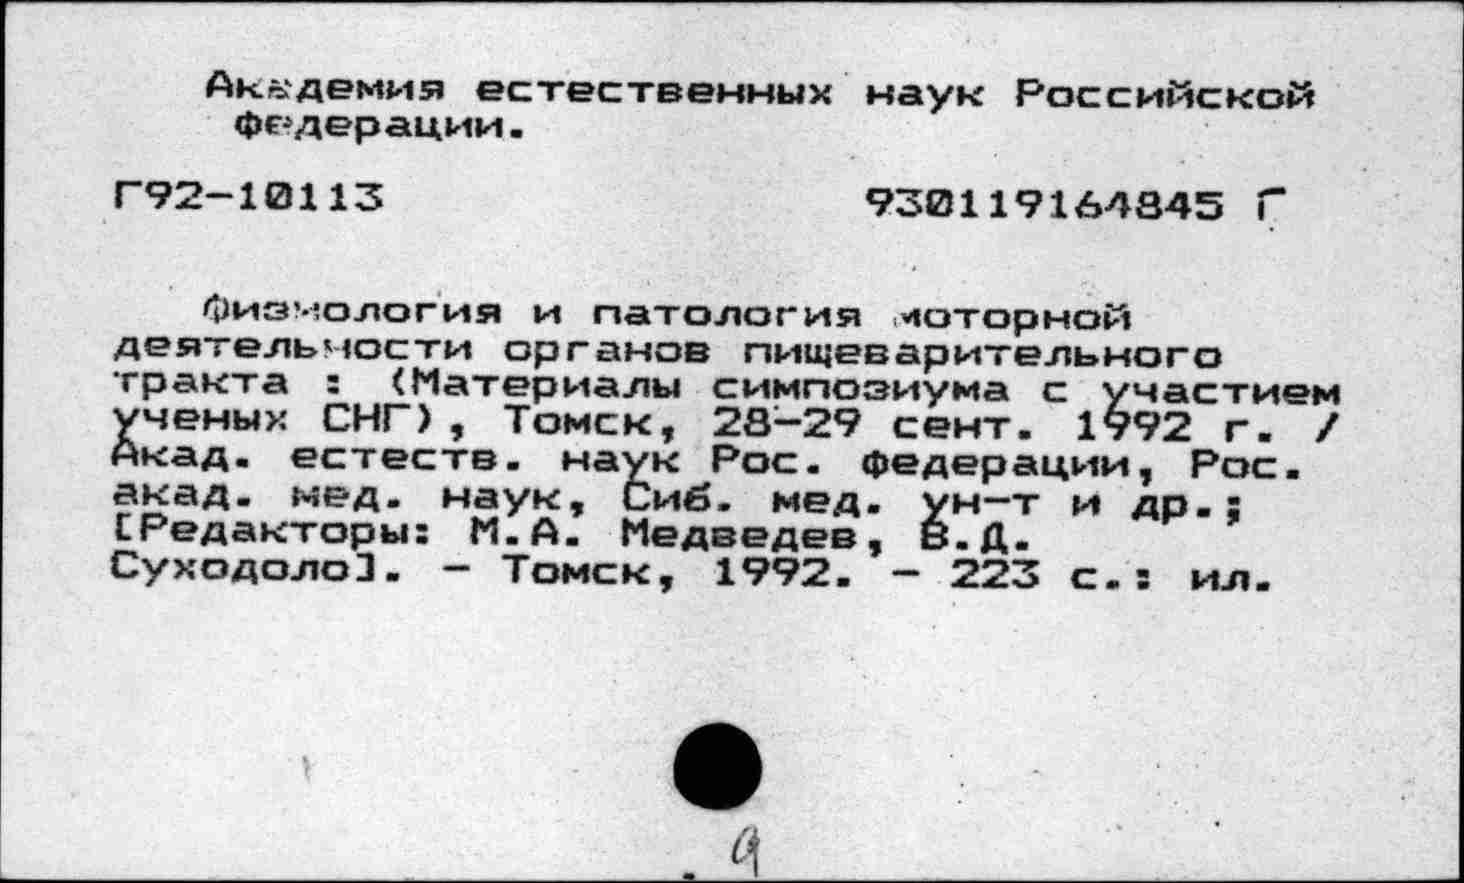 Академия естественных наук Российской
федерации.
Г92-10113 930119164845 Г
Физиология и патология моторной
деятельности органов пищеварительного
тракта : (Материалы симпозиума с участием
ученых СНГ), Томск, 28-29 сент. 1992 г. /
Акад. естеств. наук Рос. федерации, Рос.
акад. мед. наук, Сиб. мед. ун-т и др.;
[Редакторы: М.А. Медведев, В.Д.
Суходоло]. - Томск, 1992. - 223 с.: ил.